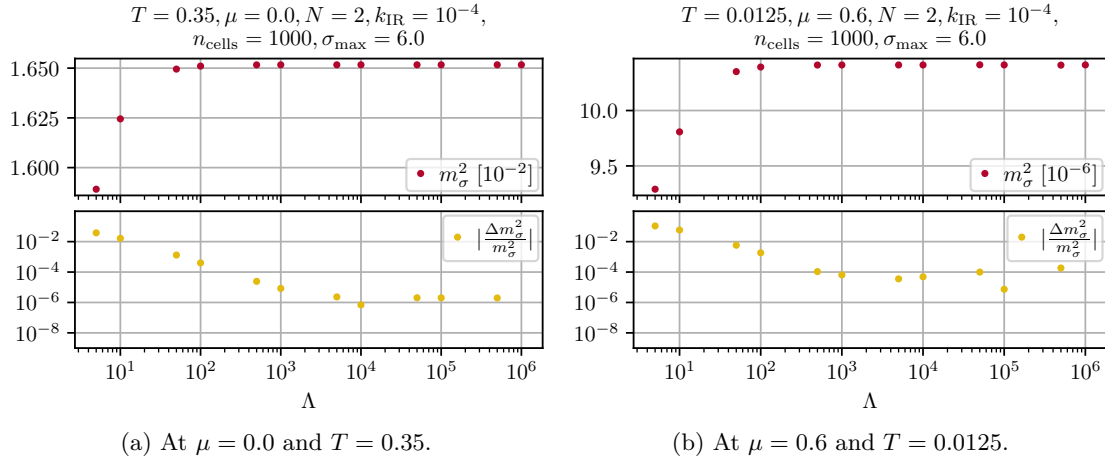 T = 0.35, μ = 0.0, N = 2, k_IR = 10^−4,
n_cells = 1000, σ_max = 6.0
1.650
1.625
1.600
m_σ^2 [10^−2]
10^−2
10^−4
10^−6
10^−8
|Δm_σ^2/m_σ^2|
10^1 10^2 10^3 10^4 10^5 10^6
Λ
(a) At μ = 0.0 and T = 0.35.
T = 0.0125, μ = 0.6, N = 2, k_IR = 10^−4,
n_cells = 1000, σ_max = 6.0
10.0
9.5
m_σ^2 [10^−6]
10^−2
10^−4
10^−6
10^−8
|Δm_σ^2/m_σ^2|
10^1 10^2 10^3 10^4 10^5 10^6
Λ
(b) At μ = 0.6 and T = 0.0125.